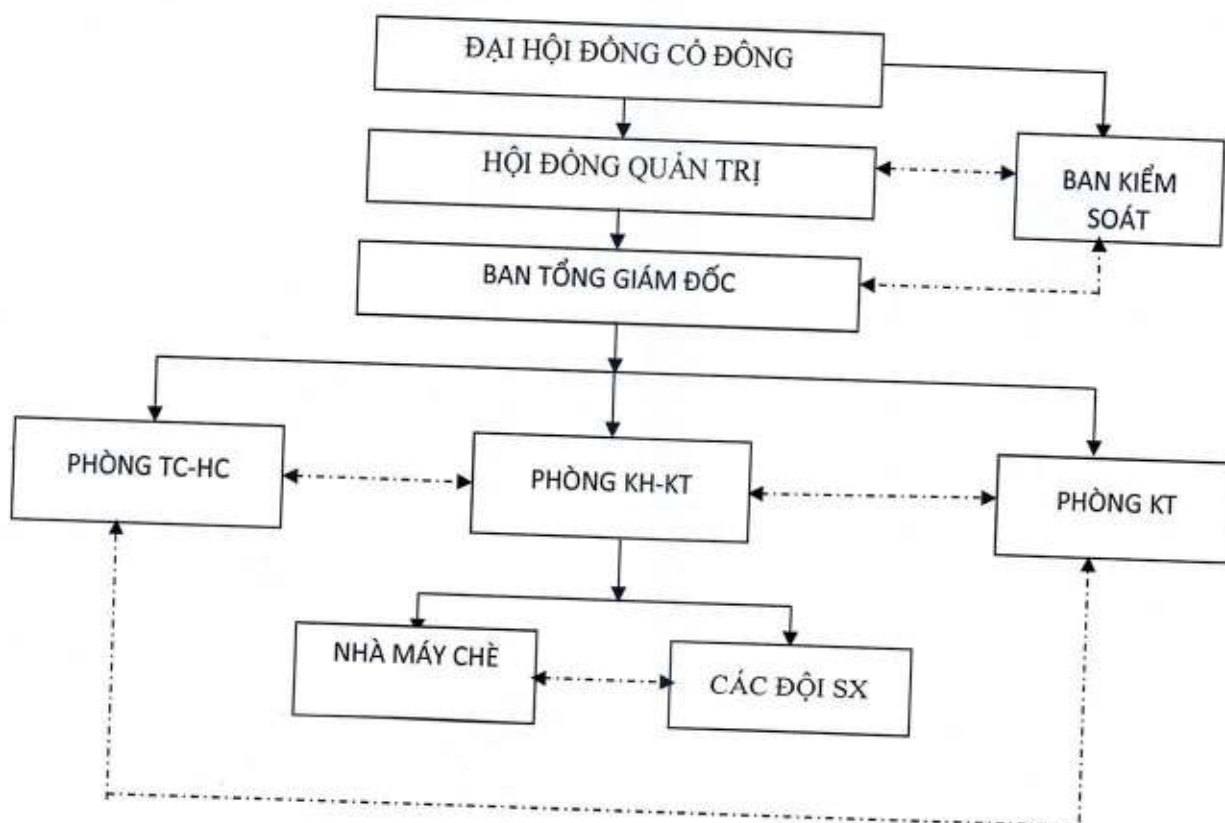 ĐẠI HỘI ĐỒNG CỔ ĐÔNG
HỘI ĐỒNG QUẢN TRỊ
BAN KIỂM
SOÁT
BAN TỔNG GIÁM ĐỐC
PHÒNG TC-HC
PHÒNG KH-KT
PHÒNG KT
NHÀ MÁY CHÈ
CÁC ĐỘI SX